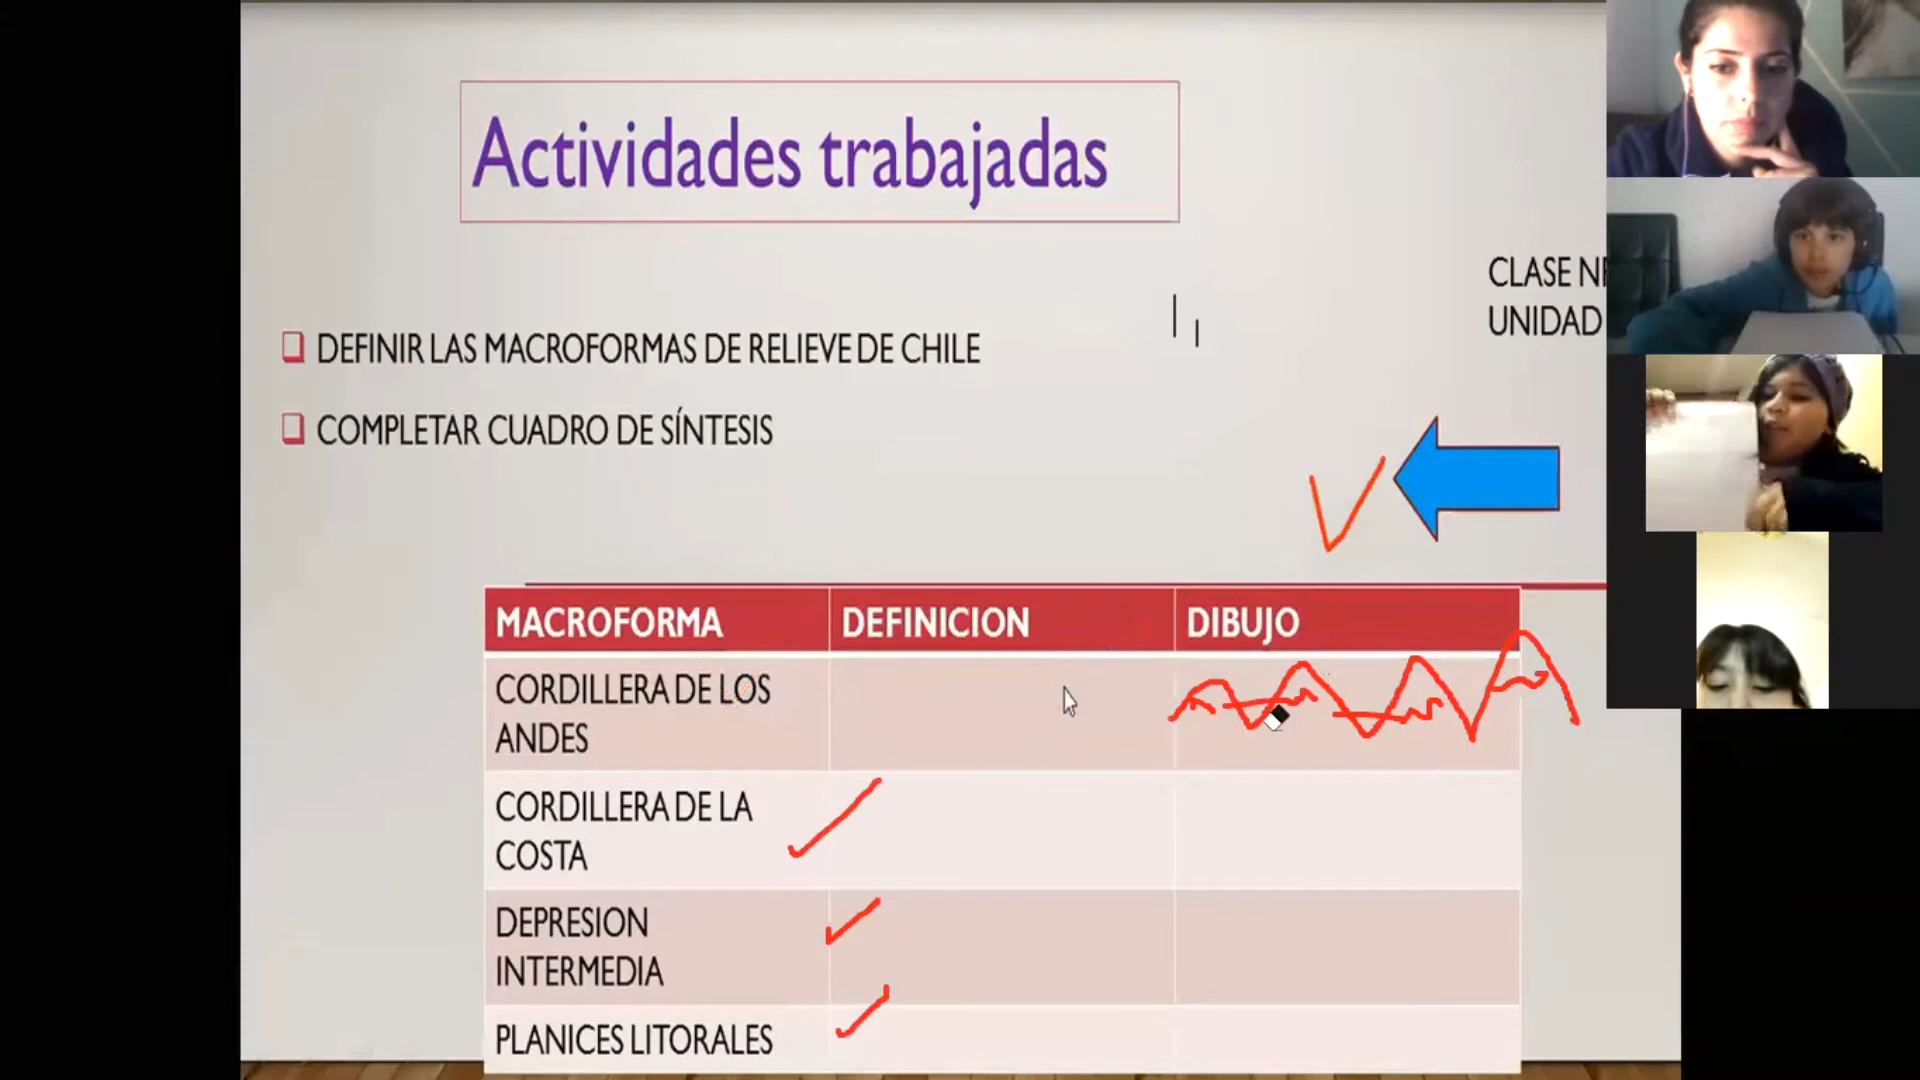 Actividades trabajadas
CLASE
UNIDAD
DEFINIR LAS MACROFORMAS DE RELIEVE DE CHILE
COMPLETAR CUADRO DE SÍNTESIS
MACROFORMA DEFINICION DIBUJO
CORDILLERA DE LOS
ANDES
CORDILLERA DE LA
COSTA
DEPRESION
INTERMEDIA
PLANICES LITORALES